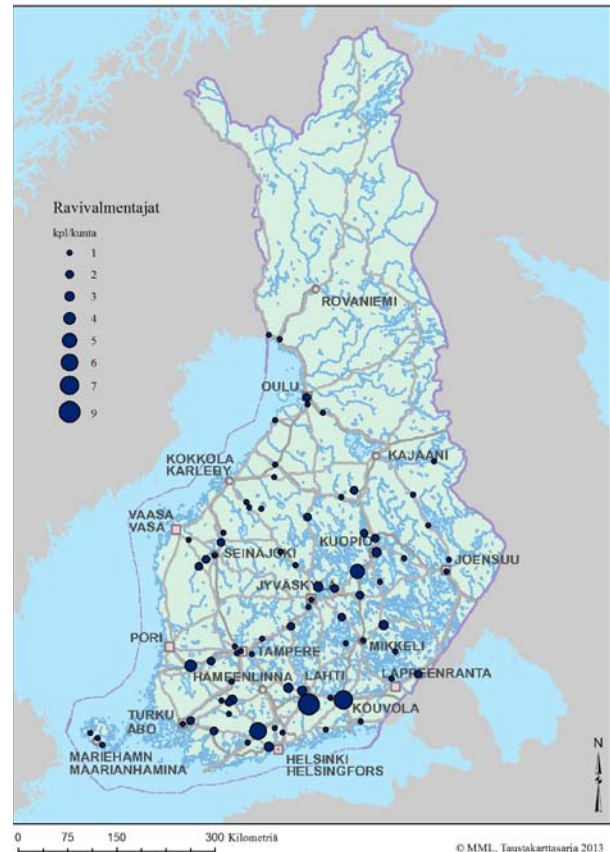 Ravivalmentajat
kpl/kunta
1
2
3
4
5
6
7
9
ROVANIEMI
OULU
KAJAANI
KOKKOLA
KARLEBY
VAASA
VASA
KUOPIO
SEINÄJOKI
JOENSUU
JYVÄSKYLÄ
PORI
TAMPERE
MIKKELI
HÄMEENLINNA
LAHTI
LAPPEENRANTA
KOUVOLA
TURKU
ÅBO
MARIEHAMN
MAARIANHAMINA
HELSINKI
HELSINGFORS
N
0 75 150 300 Kilometriä
© MML, Taustakarttasarja 2013